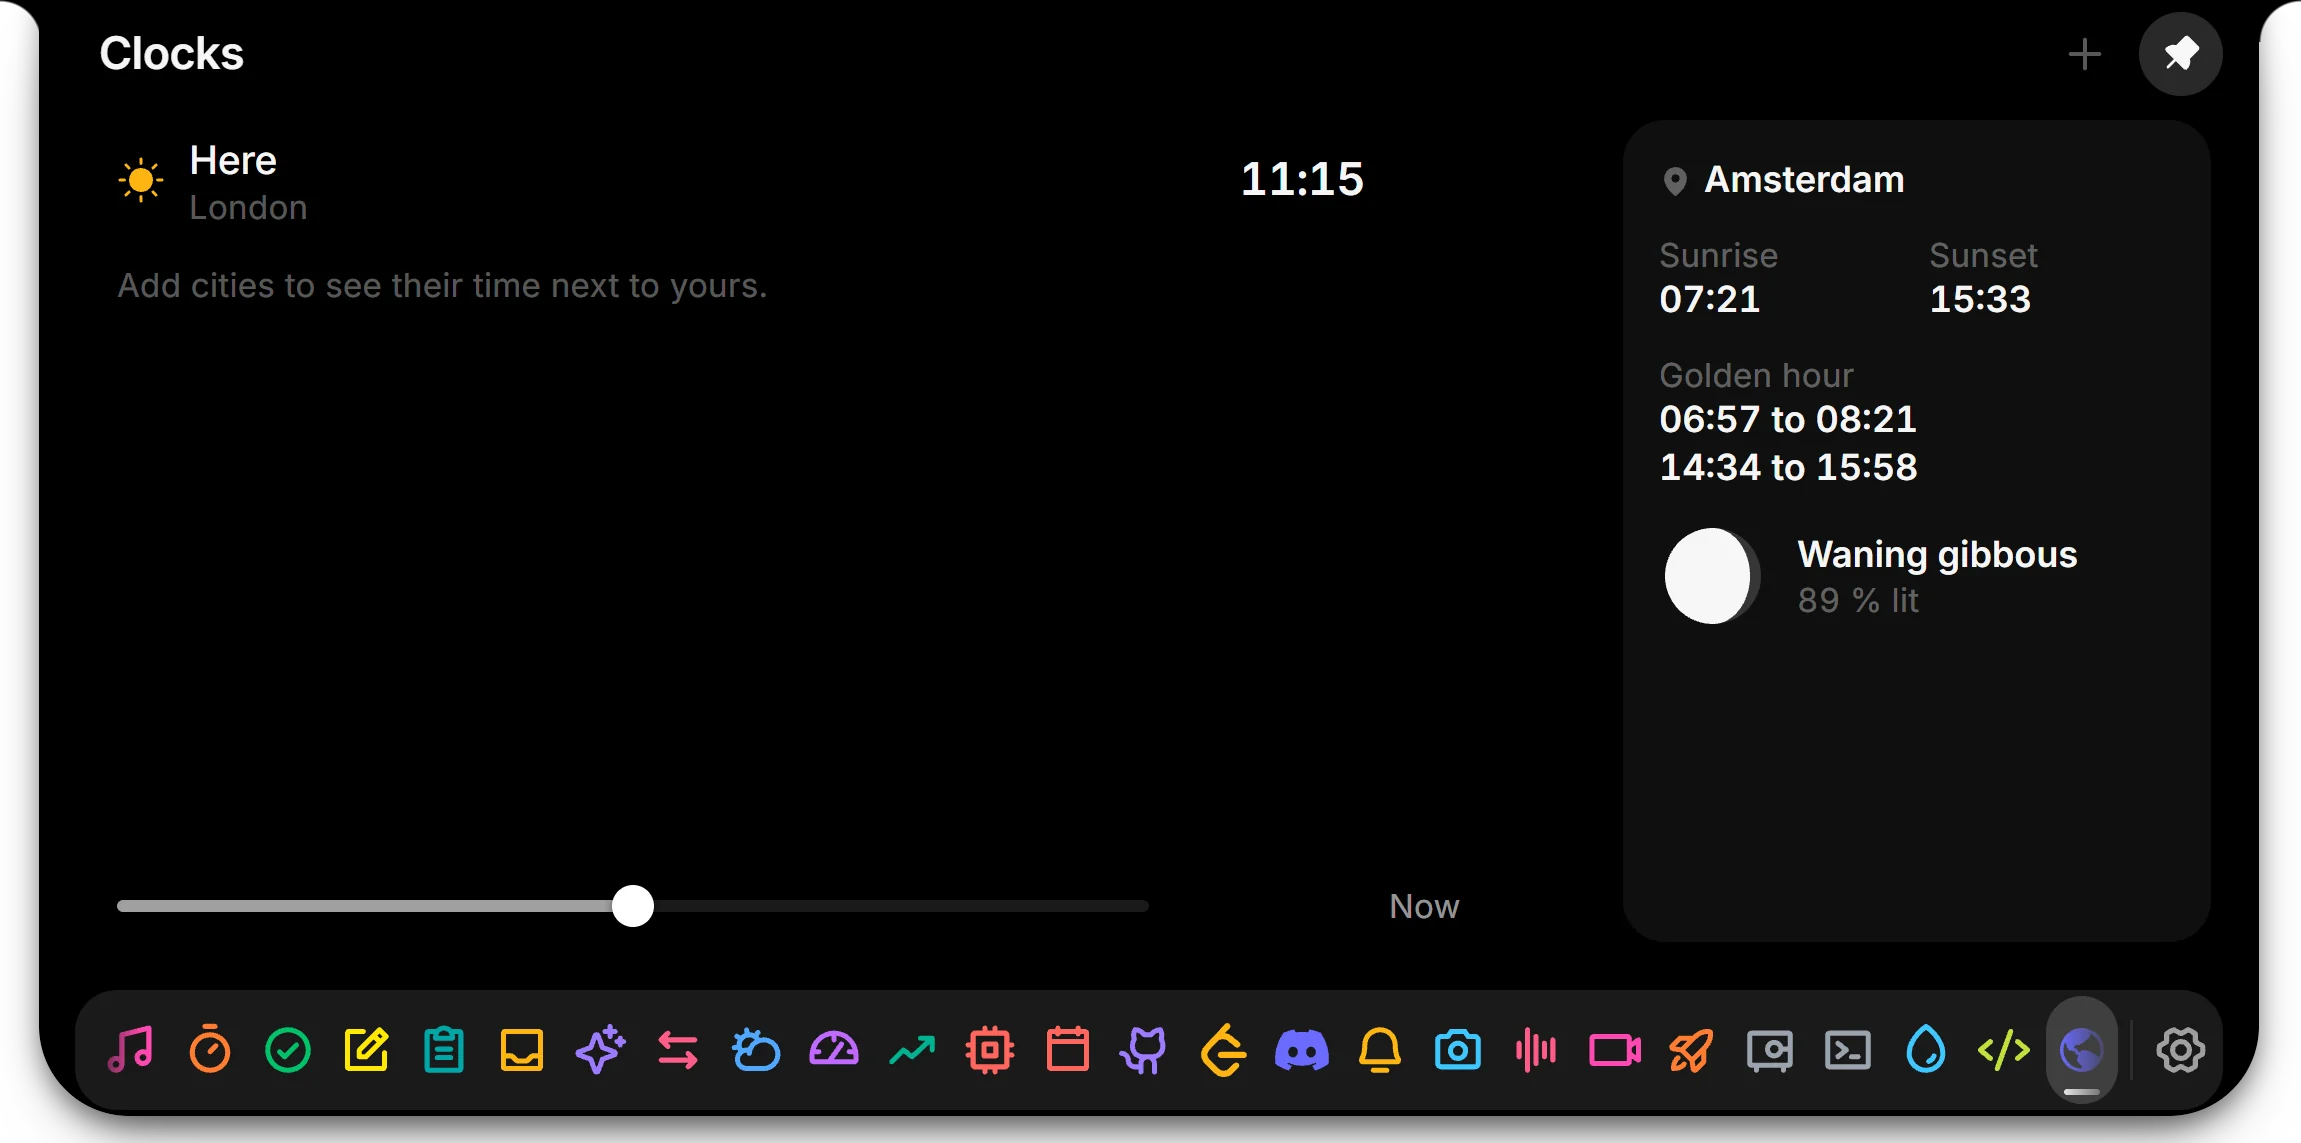 Clocks
Here
London
11:15
Add cities to see their time next to yours.
Now
Amsterdam
Sunrise
07:21
Sunset
15:33
Golden hour
06:57 to 08:21
14:34 to 15:58
Waning gibbous
89 % lit